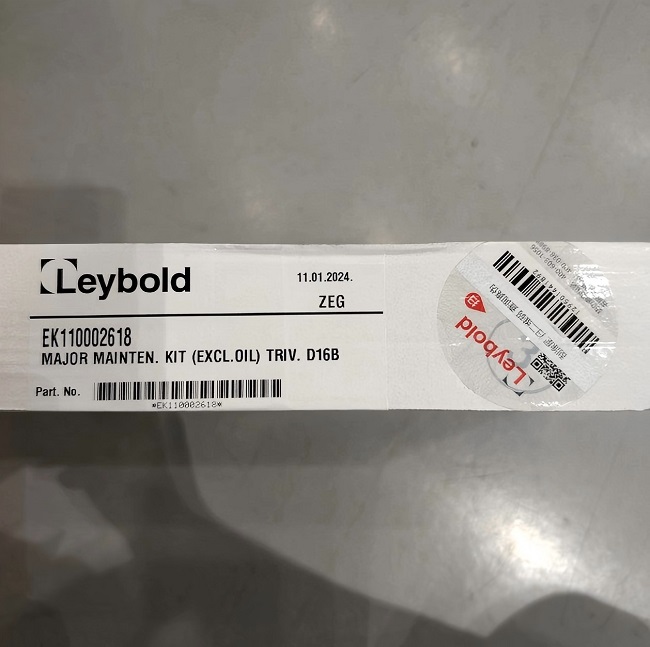 Leybold
11.01.2024.
ZEG
EK110002618
MAJOR MAINTEN. KIT (EXCL.OIL) TRIV. D16B
Part. No.
*EK110002618*
Leybold